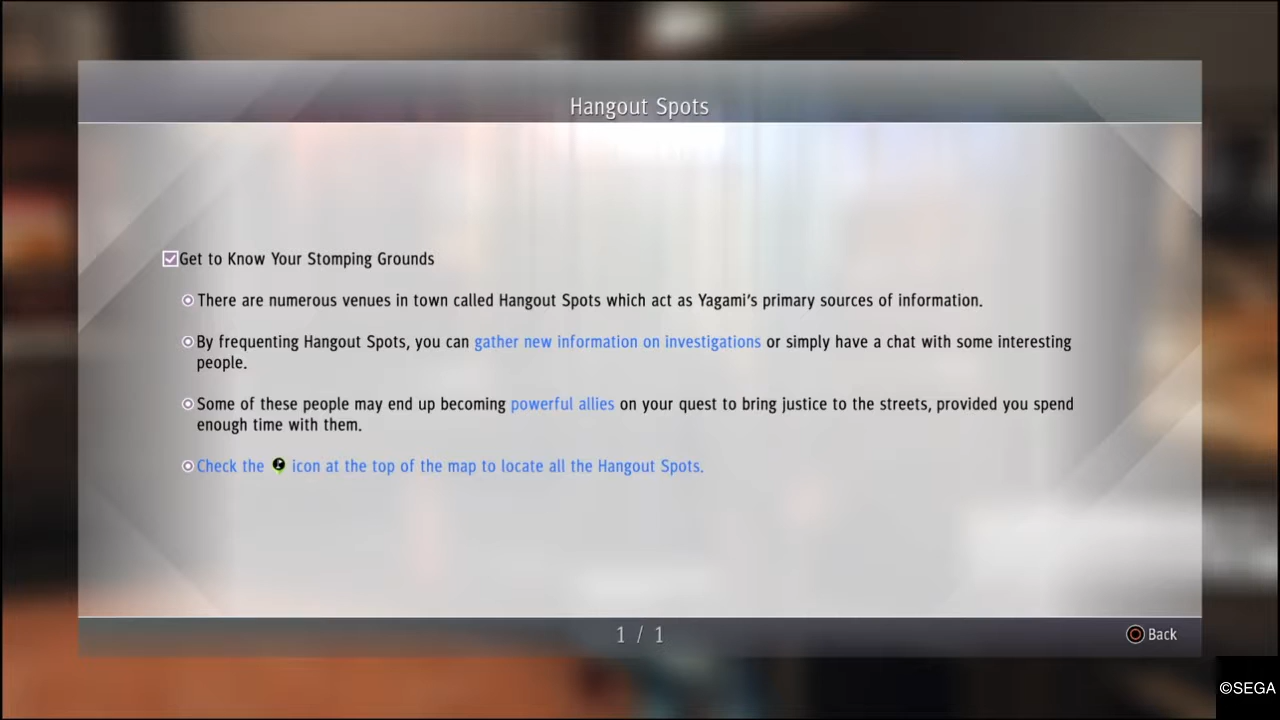 Hangout Spots
Get to Know Your Stomping Grounds
There are numerous venues in town called Hangout Spots which act as Yagami's primary sources of information.
By frequenting Hangout Spots, you can gather new information on investigations or simply have a chat with some interesting
people.
Some of these people may end up becoming powerful allies on your quest to bring justice to the streets, provided you spend
enough time with them.
Check the icon at the top of the map to locate all the Hangout Spots.
1 / 1
Back
©SEGA